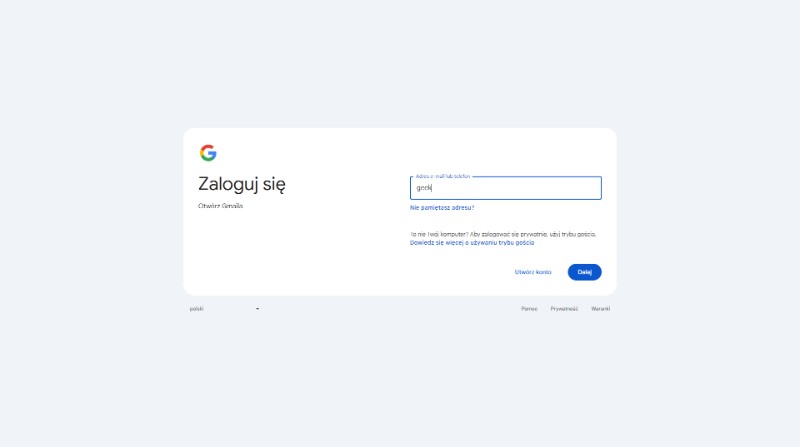 Zaloguj się
Otwórz Gmaila
Adres e-mail lub telefon
geek
Nie pamiętasz adresu?
To nie Twój komputer? Aby zalogować się prywatnie, użyj trybu gościa.
Dowiedz się więcej o używaniu trybu gościa
Utwórz konto
Dalej
polski
Pomoc
Prywatność
Warunki